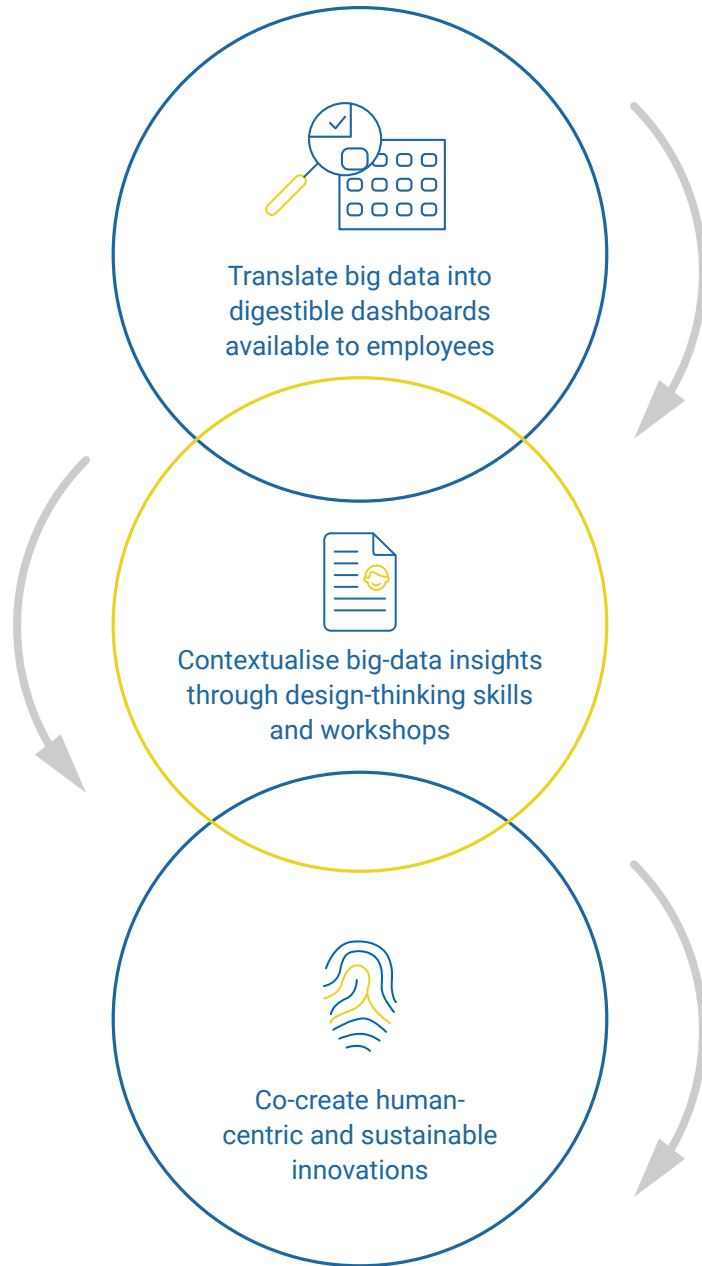 Translate big data into
digestible dashboards
available to employees
Contextualise big-data insights
through design-thinking skills
and workshops
Co-create human-
centric and sustainable
innovations